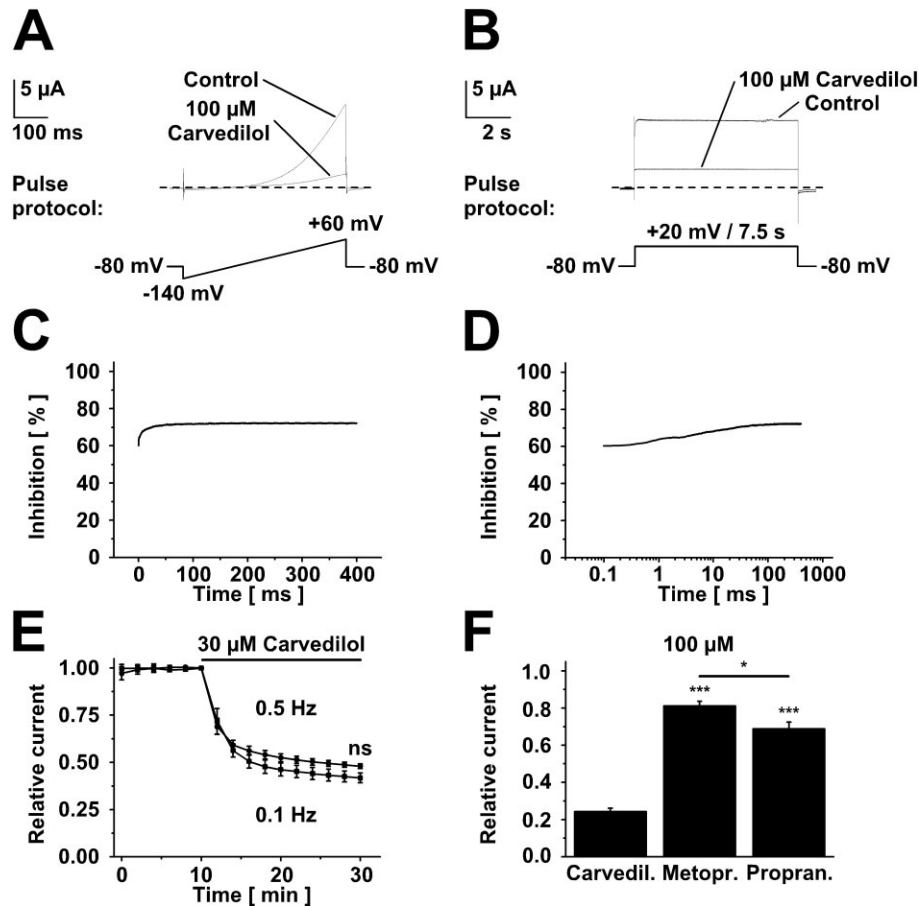 A
5 µA
100 ms
Control
100 µM
Carvedilol
Pulse
protocol:
+60 mV
-80 mV
-80 mV
-140 mV
B
5 µA
2 s
100 µM Carvedilol
Control
Pulse
protocol:
+20 mV / 7.5 s
-80 mV
-80 mV
C
Inhibition [ % ]
100
80
60
40
20
0
0 100 200 300 400
Time [ ms ]
D
Inhibition [ % ]
100
80
60
40
20
0
0.1 1 10 100 1000
Time [ ms ]
E
30 µM Carvedilol
Relative current
1.00
0.75
0.50
0.25
0.00
0.5 Hz
ns
0.1 Hz
0 10 20 30
Time [ min ]
F
100 µM
Relative current
1.0
0.8
0.6
0.4
0.2
0.0
*
***
***
Carvedil. Metopr. Propran.